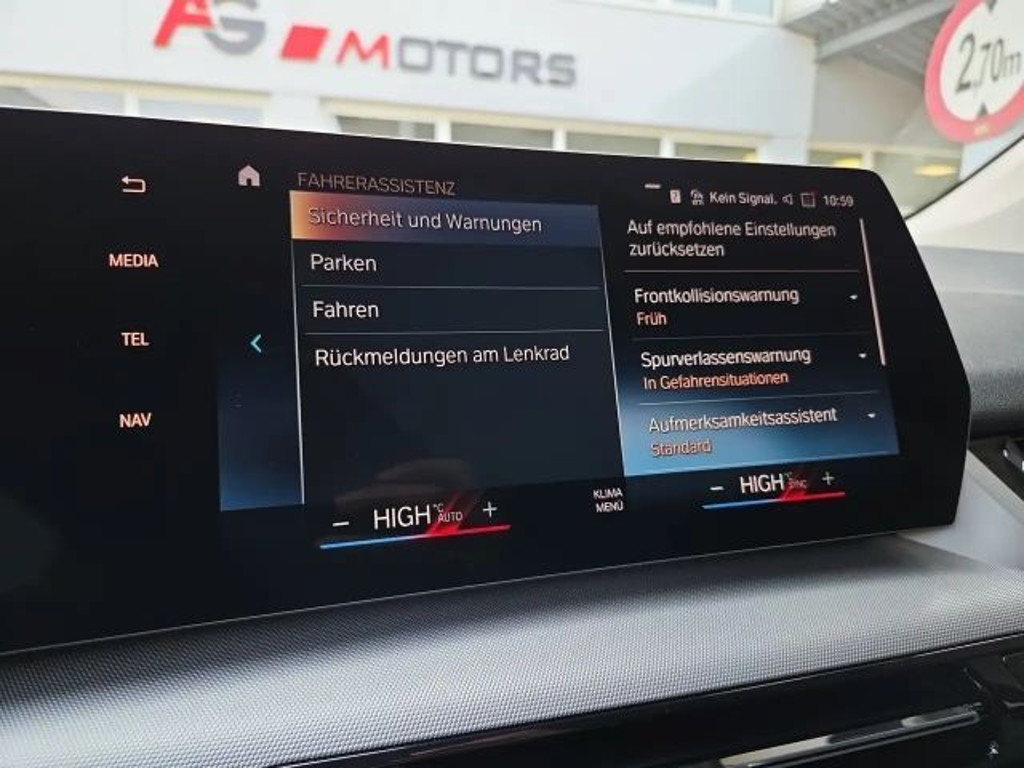 AG MOTORS
2,70m
FAHRERASSISTENZ
Kein Signal. 10:59
MEDIA
TEL
NAV
Sicherheit und Warnungen
Parken
Fahren
Rückmeldungen am Lenkrad
Auf empfohlene Einstellungen
zurücksetzen
Frontkollisionswarnung
Früh
Spurverlassenswarnung
In Gefahrensituationen
Aufmerksamkeitsassistent
Standard
− HIGH °C AUTO +
KLIMA
MENÜ
− HIGH °C SYNC +